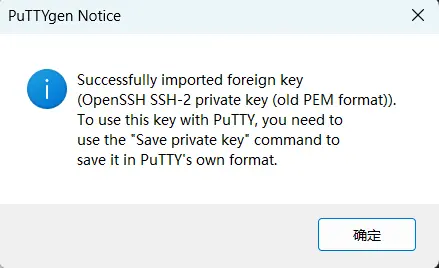 PuTTYgen Notice
Successfully imported foreign key
(OpenSSH SSH-2 private key (old PEM format)).
To use this key with PuTTY, you need to
use the "Save private key" command to
save it in PuTTY's own format.
确定